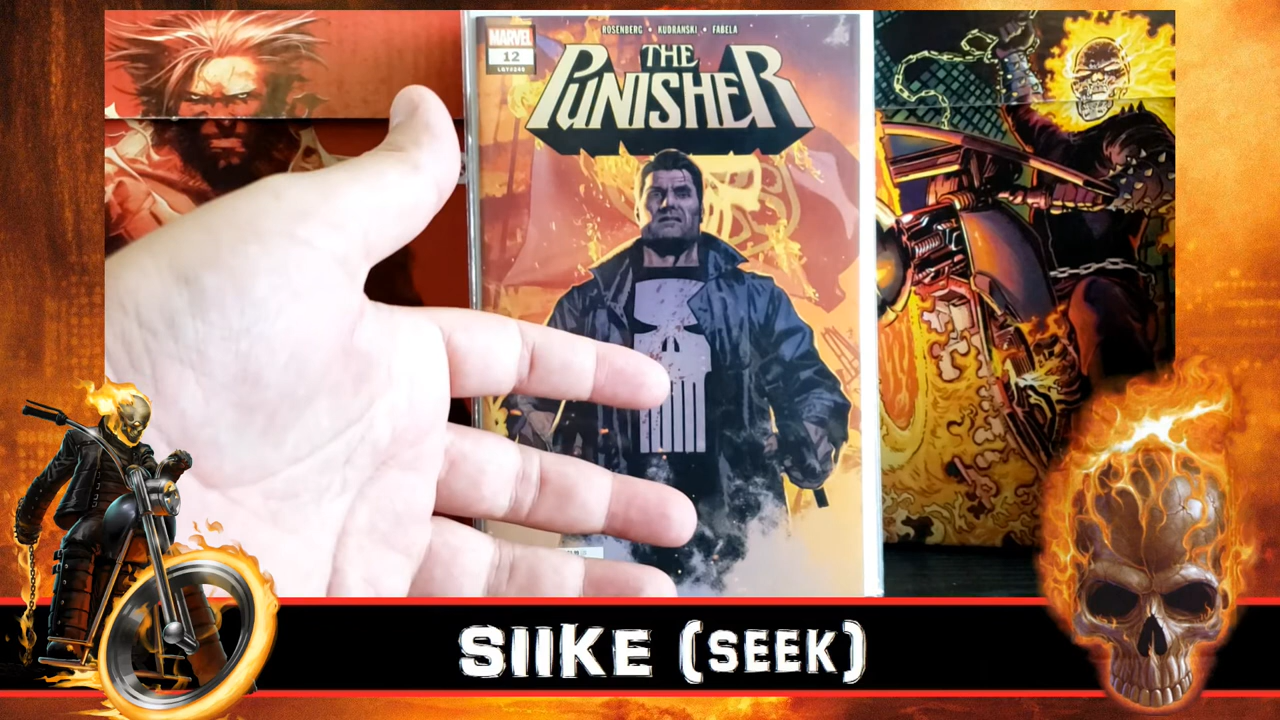 ROSENBERG • KUDRANSKI • FABELA
MARVEL
12
THE
PUNISHER
SIIKE (SEEK)